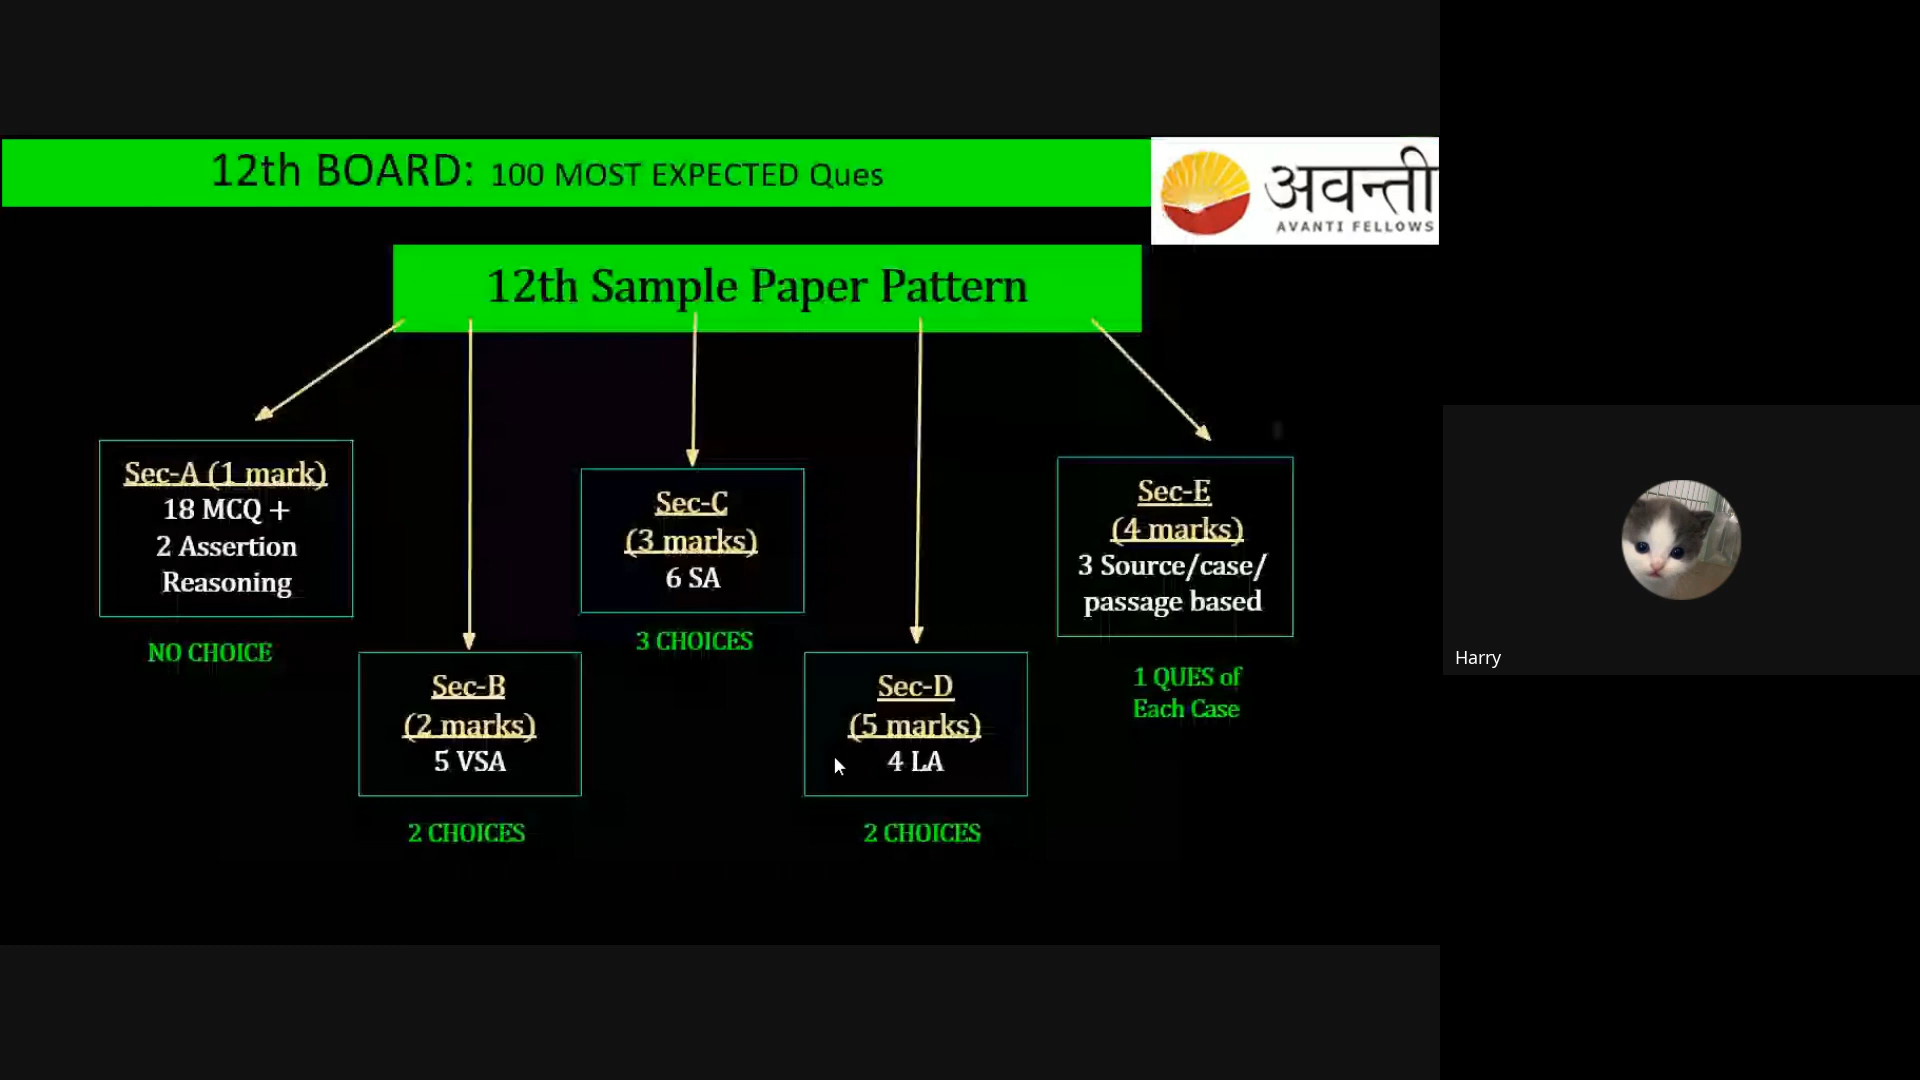 12th BOARD: 100 MOST EXPECTED Ques
अवन्ती
AVANTI FELLOWS
12th Sample Paper Pattern
Sec-A (1 mark)
18 MCQ +
2 Assertion
Reasoning
NO CHOICE
Sec-B
(2 marks)
5 VSA
2 CHOICES
Sec-C
(3 marks)
6 SA
3 CHOICES
Sec-D
(5 marks)
4 LA
2 CHOICES
Sec-E
(4 marks)
3 Source/case/
passage based
1 QUES of
Each Case
Harry